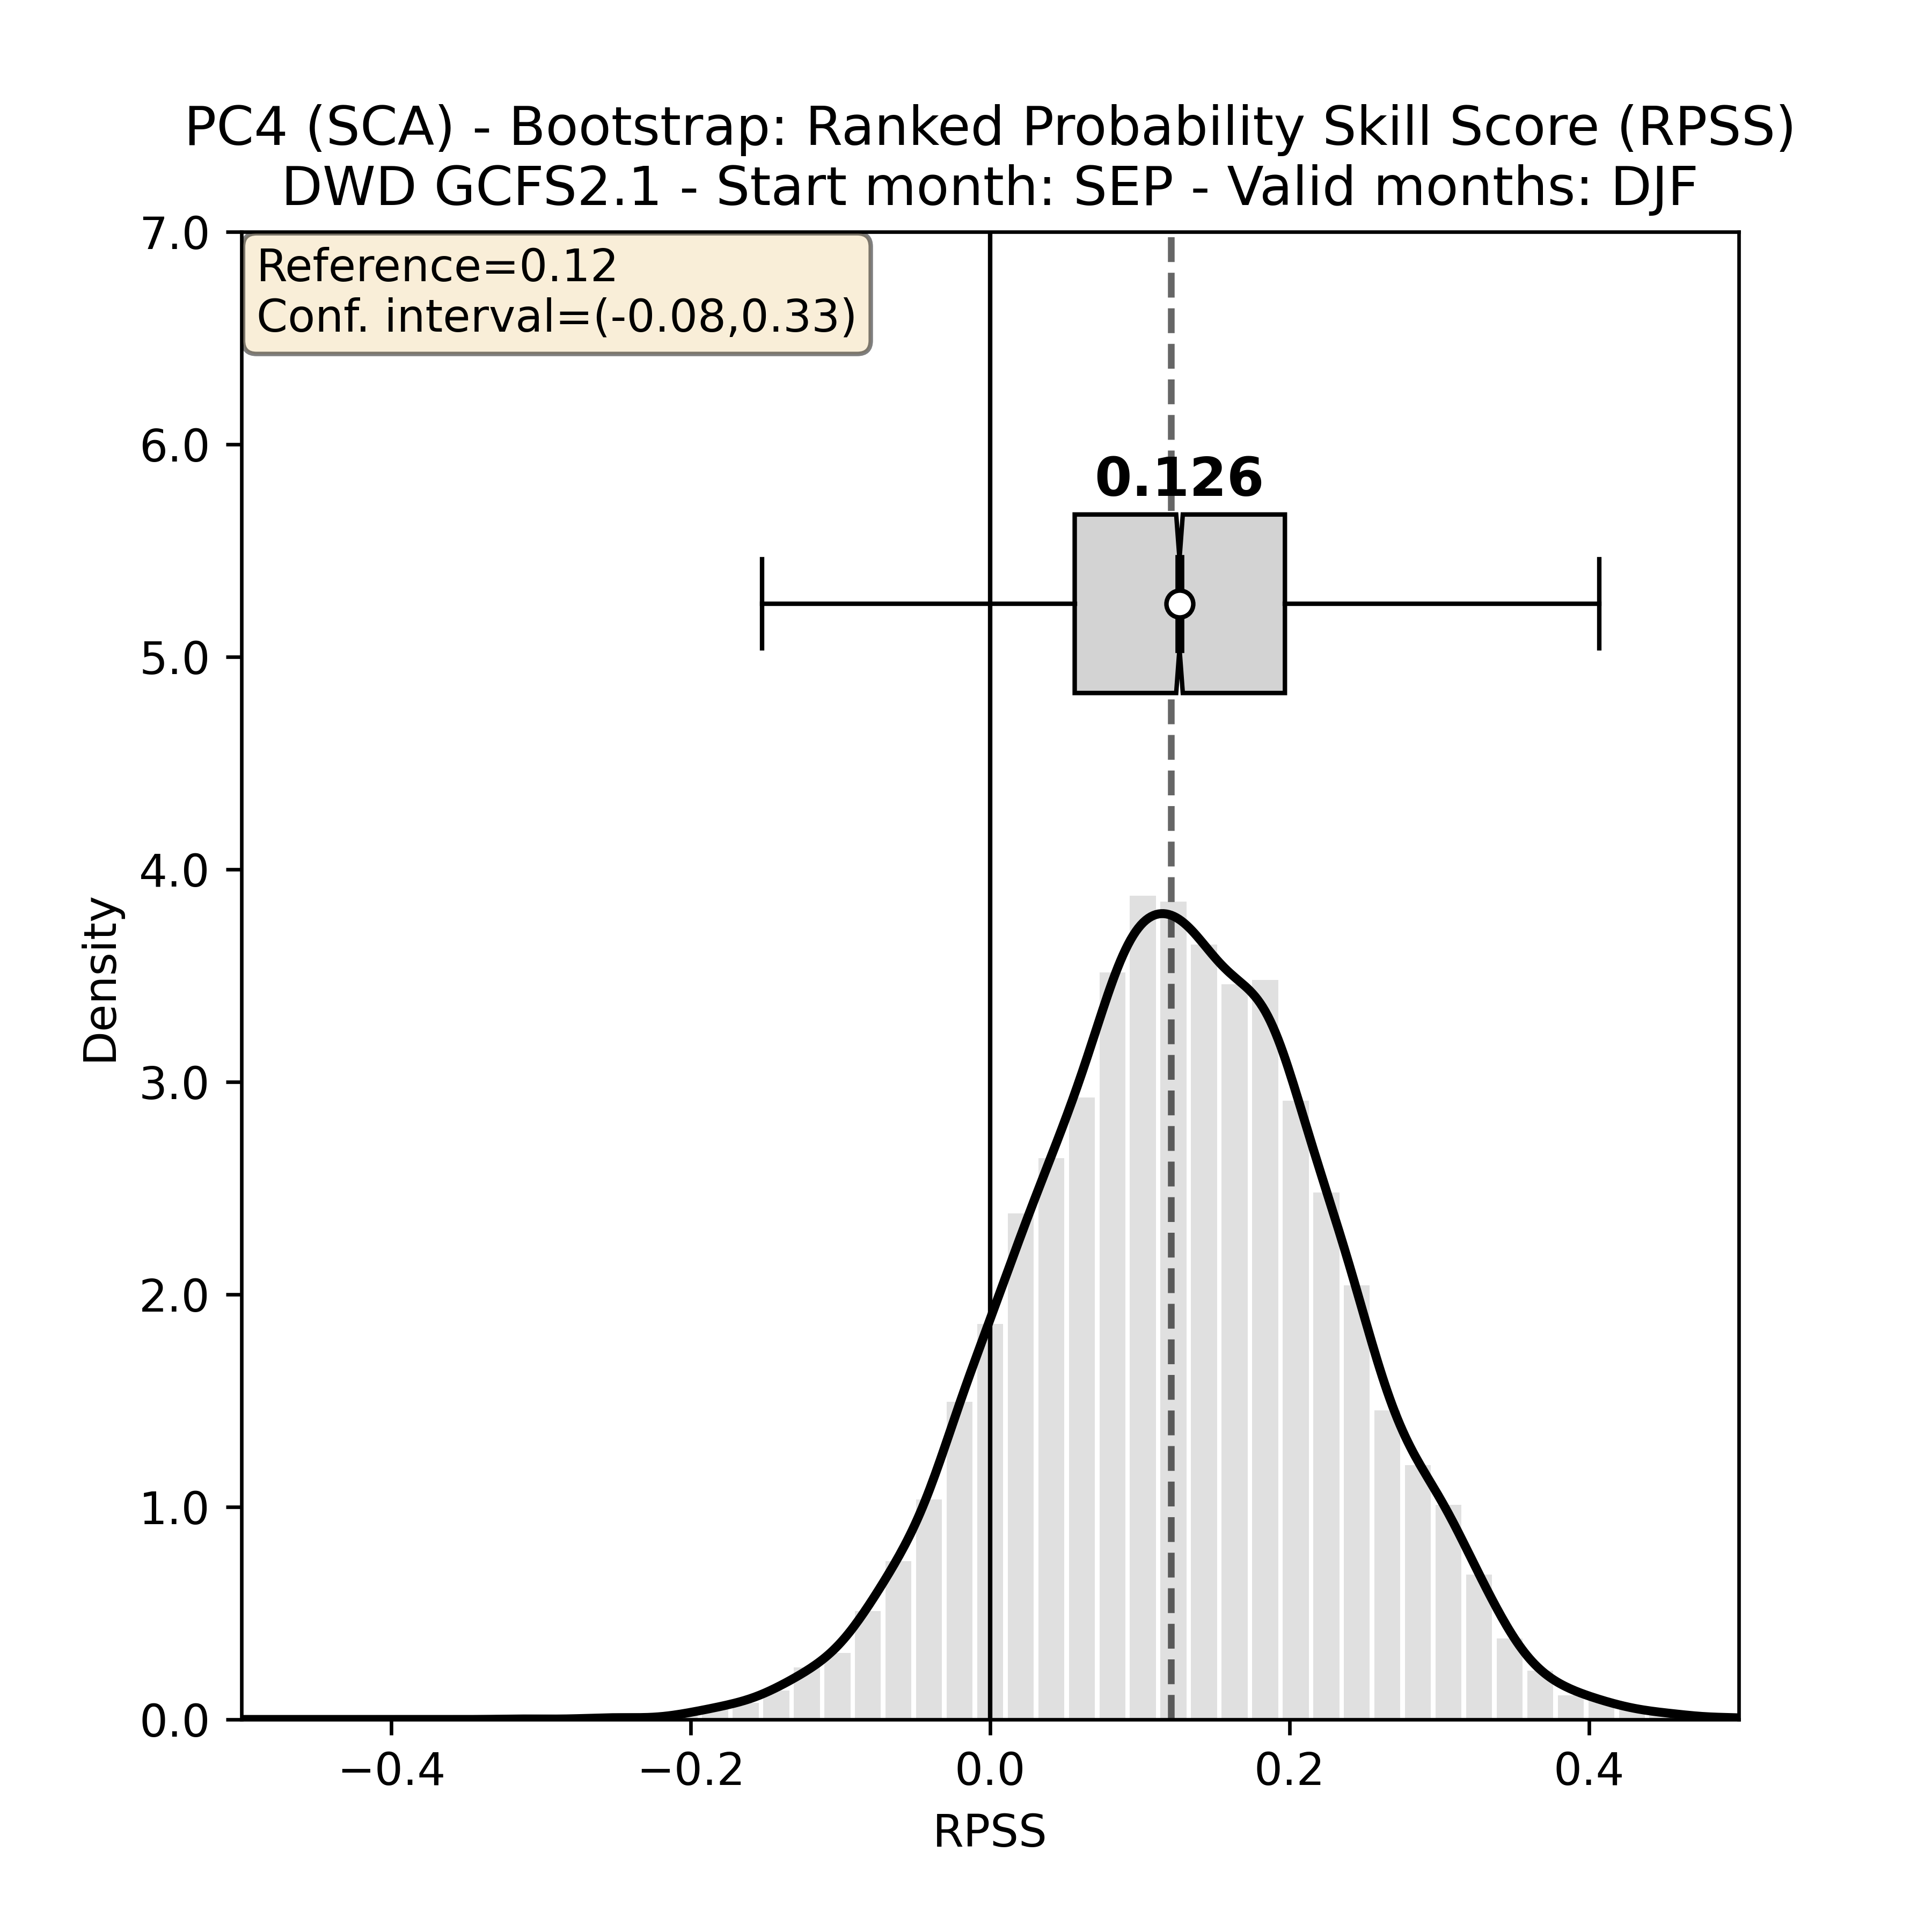 PC4 (SCA) - Bootstrap: Ranked Probability Skill Score (RPSS)
DWD GCFS2.1 - Start month: SEP - Valid months: DJF
7.0
Reference=0.12
Conf. interval=(-0.08,0.33)
6.0
0.126
5.0
4.0
Density
3.0
2.0
1.0
0.0
−0.4 −0.2 0.0 0.2 0.4
RPSS